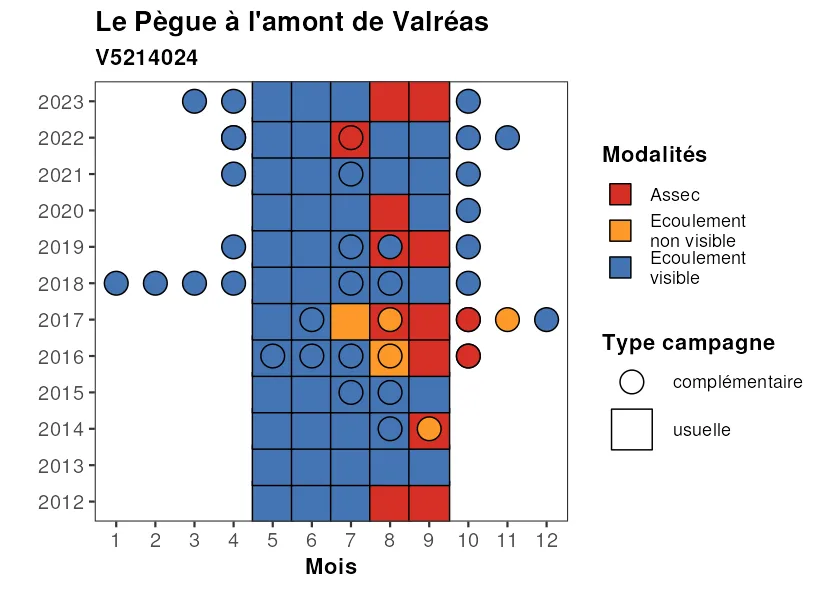 Le Pègue à l'amont de Valréas
V5214024
2023
2022
2021
2020
2019
2018
2017
2016
2015
2014
2013
2012
1 2 3 4 5 6 7 8 9 10 11 12
Mois
Modalités
Assec
Ecoulement
non visible
Ecoulement
visible
Type campagne
complémentaire
usuelle